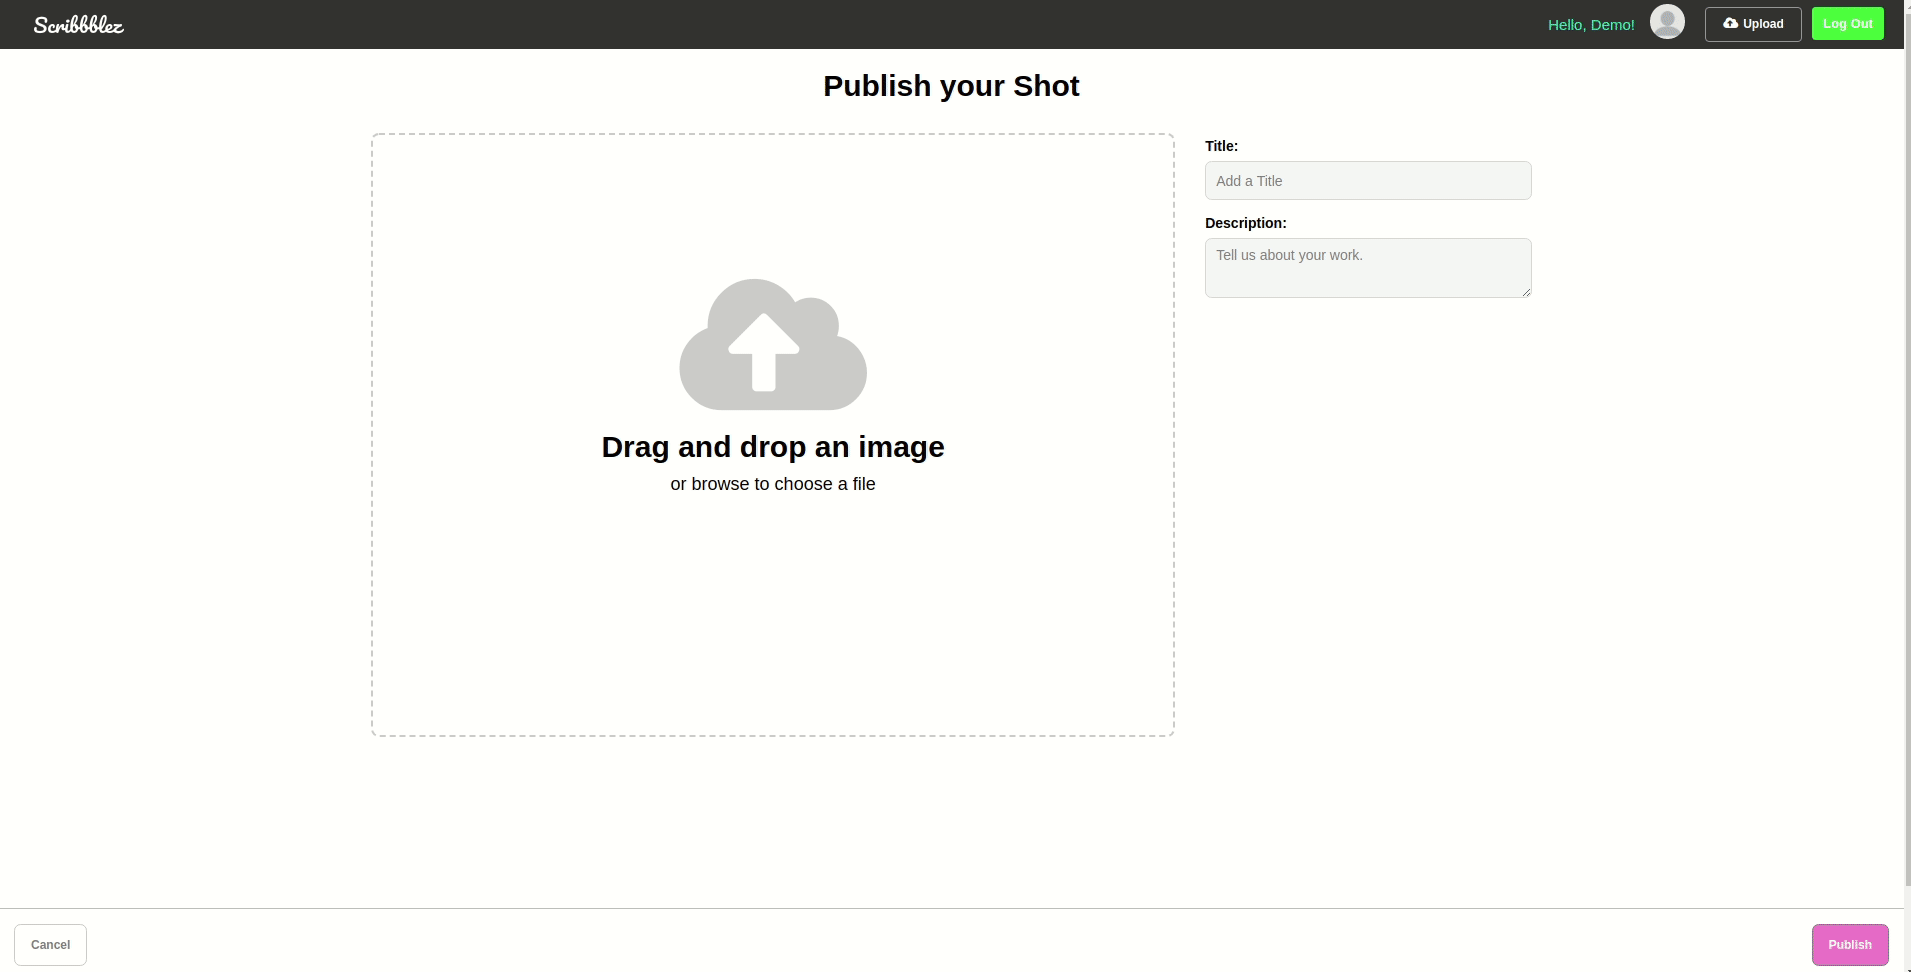 Scribbblez
Hello, Demo!
Upload
Log Out
Publish your Shot
Title:
Add a Title
Description:
Tell us about your work.
Drag and drop an image
or browse to choose a file
Cancel
Publish